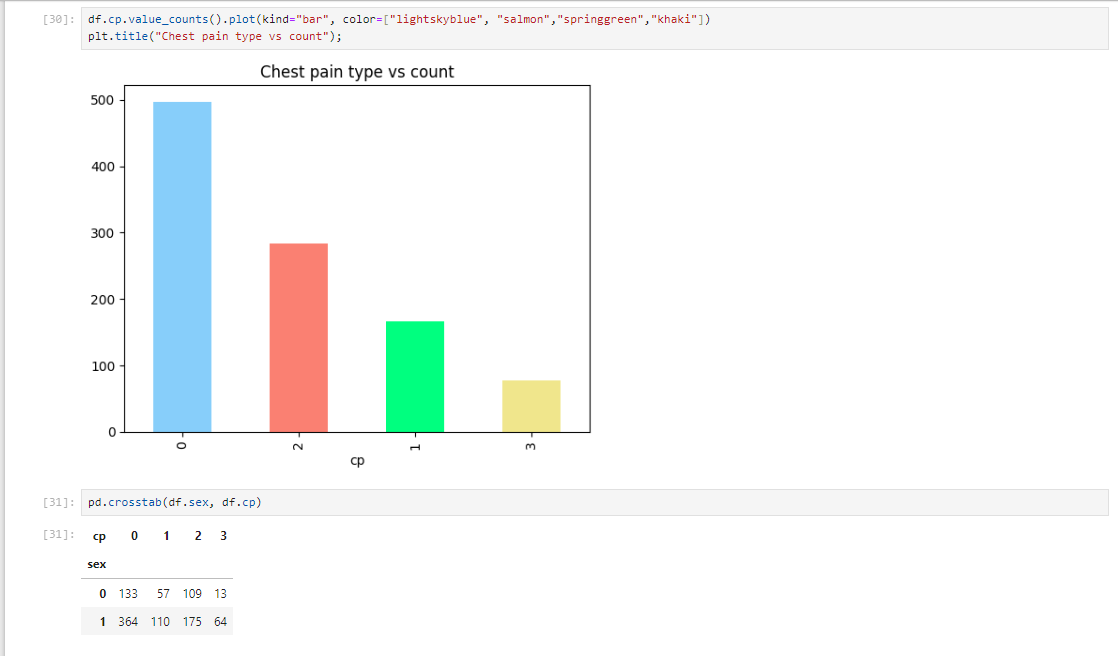 [30]: df.cp.value_counts().plot(kind="bar", color=["lightskyblue", "salmon","springgreen","khaki"])
plt.title("Chest pain type vs count");
Chest pain type vs count
500
400
300
200
100
0
0 2 1 3
cp
[31]: pd.crosstab(df.sex, df.cp)
[31]: cp 0 1 2 3
sex
0 133 57 109 13
1 364 110 175 64